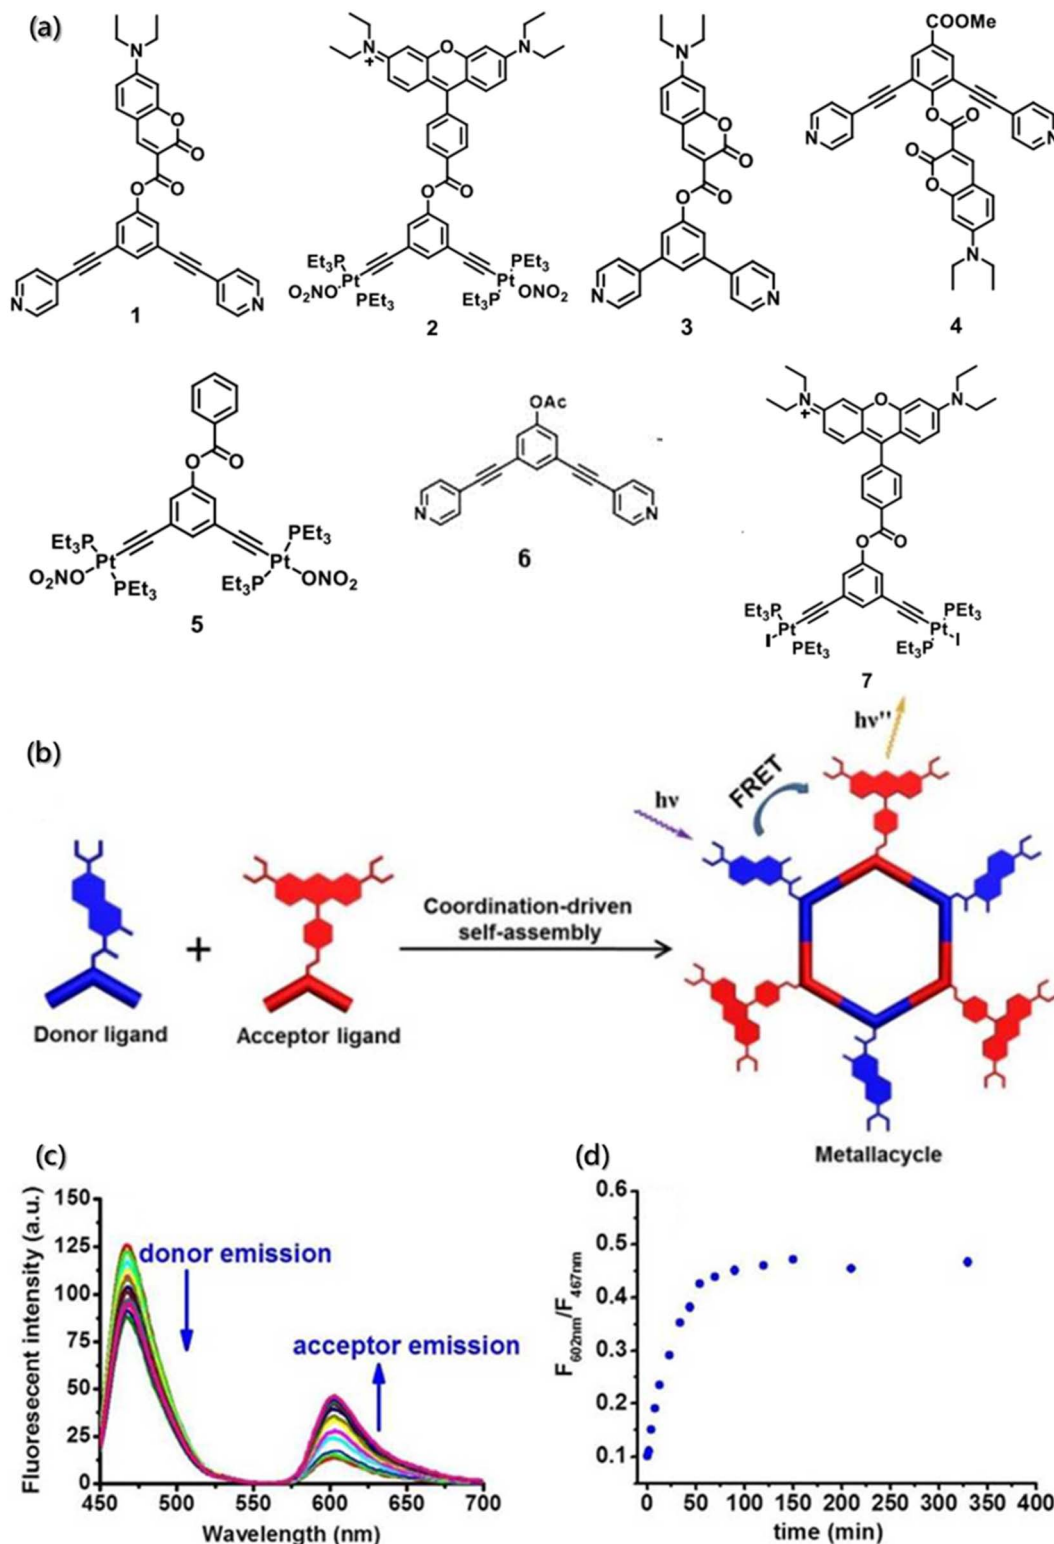 (a)
N
O
O
O
O
N
N
1
N
+
O
N
O
O
Et3P
Pt
O2NO
PEt3
PEt3
Pt
Et3P
ONO2
2
N
O
O
O
O
N
N
3
COOMe
N
N
O
O
O
O
N
4
O
O
Et3P
Pt
O2NO
PEt3
PEt3
Pt
Et3P
ONO2
5
OAc
N
N
6
N
+
O
N
O
O
Et3P
Pt
I
PEt3
PEt3
Pt
Et3P
I
7
(b)
hν
FRET
hν''
Donor ligand
+
Acceptor ligand
Coordination-driven
self-assembly
Metallacycle
(c)
Fluoresecent intensity (a.u.)
150
125
100
75
50
25
0
donor emission
acceptor emission
450 500 550 600 650 700
Wavelength (nm)
(d)
F602nm/F467nm
0.6
0.5
0.4
0.3
0.2
0.1
0 50 100 150 200 250 300 350 400
time (min)